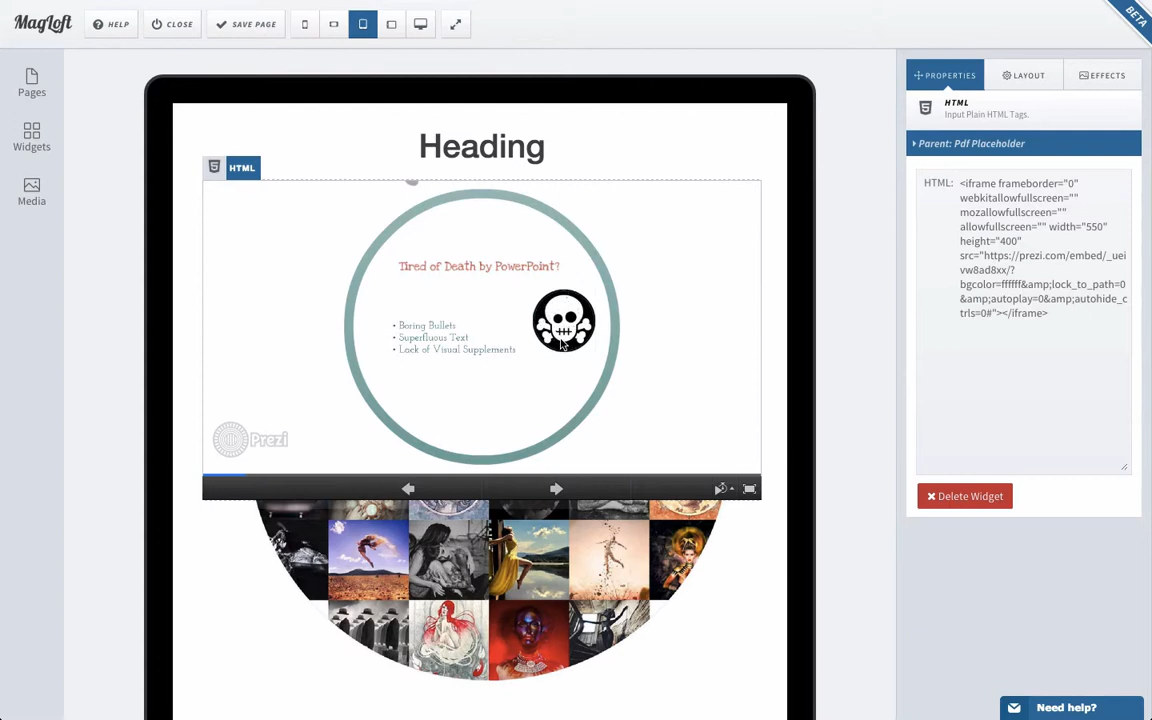 MagLoft
HELP
CLOSE
SAVE PAGE
BETA
Pages
Widgets
Media
Heading
HTML
Tired of Death by PowerPoint?
• Boring Bullets
• Superfluous Text
• Lack of Visual Supplements
Prezi
PROPERTIES
LAYOUT
EFFECTS
HTML
Input Plain HTML Tags.
Parent: Pdf Placeholder
HTML:
<iframe frameborder="0"
webkitallowfullscreen=""
mozallowfullscreen=""
allowfullscreen="" width="550"
height="400"
src="https://prezi.com/embed/_uei
vw8ad8xx/?
bgcolor=ffffff&amp;lock_to_path=0
&amp;autoplay=0&amp;autohide_c
trls=0#"></iframe>
Delete Widget
Need help?